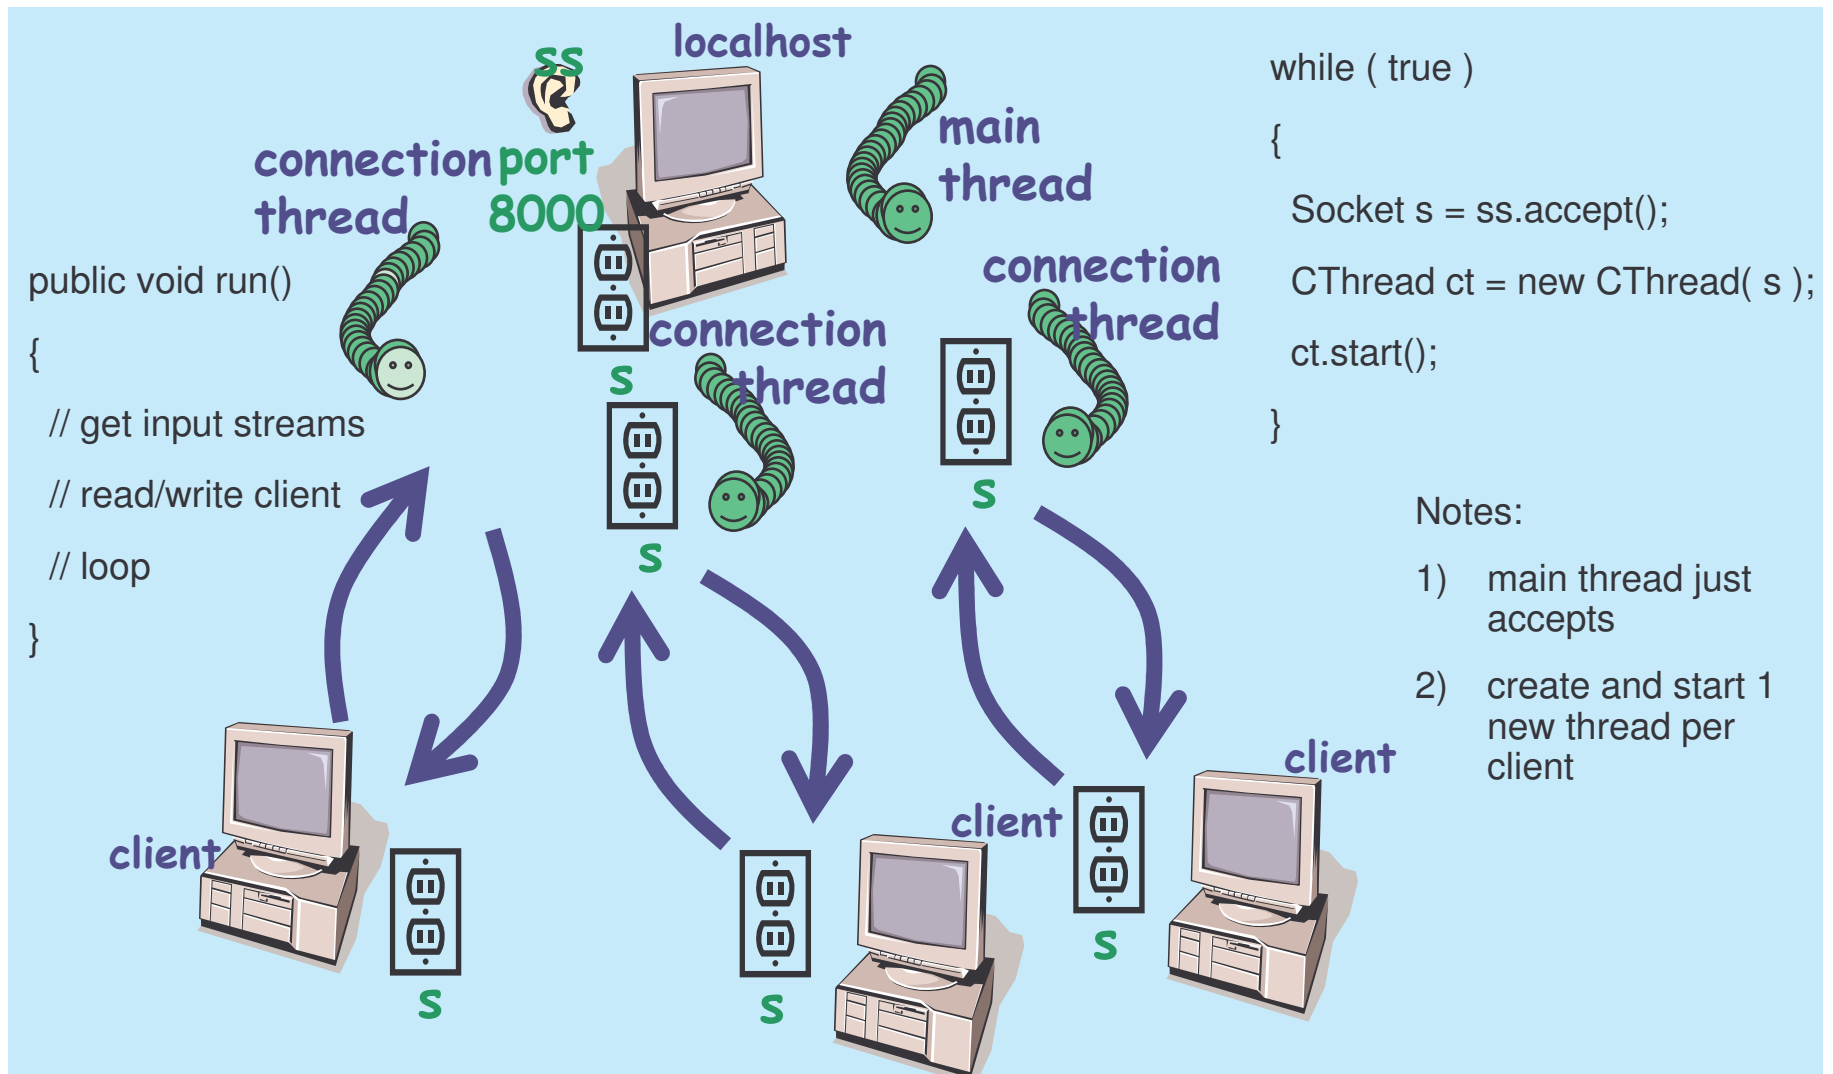 ss
localhost
port
8000
main
thread
connection
thread
public void run()
{
// get input streams
// read/write client
// loop
}
connection
thread
connection
thread
s
s
s
while ( true )
{
Socket s = ss.accept();
CThread ct = new CThread( s );
ct.start();
}
Notes:
1) main thread just
accepts
2) create and start 1
new thread per
client
client
s
client
s
client
s